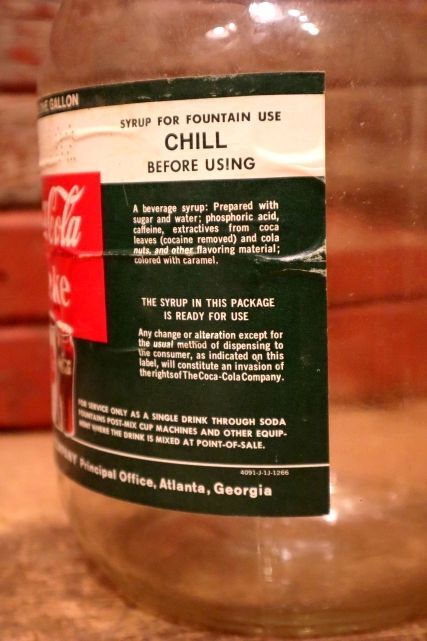 THE GALLON
SYRUP FOR FOUNTAIN USE
CHILL
BEFORE US!NG
Cola
A beverage syrup: Prepared with
sugar and water; phosphoric acid,
caffeine, extractives from coca
leaves (cocaine removed) and cola
nuts, and other flavoring material;
colored with caramel.
ke
THE SYRUP IN THIS PACKAGE
IS READY FOR USE
Any change or alteration except for
the usual method of dispensing to
the consumer, as indicated on this
label, will constitute an invasion of
the rights of The Coca-Cola Company.
FOR SERVICE ONLY AS A SINGLE DRINK THROUGH SODA
FOUNTAINS POST-MIX CUP MACHINES AND OTHER EQUIP-
MENT WHERE THE DRINK IS MIXED AT POINT-OF-SALE.
4091-J-1J-1266
Principal Office, Atlanta, Georgia